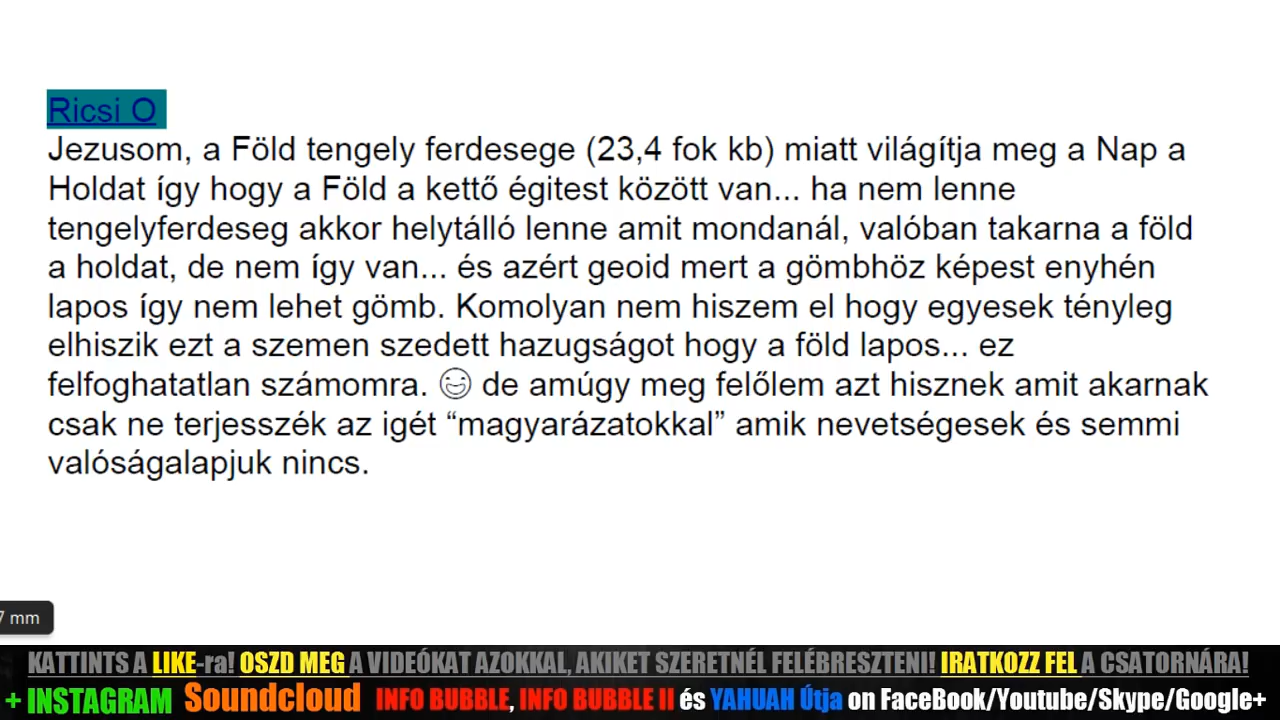 Ricsi O
Jezusom, a Föld tengely ferdesege (23,4 fok kb) miatt világítja meg a Nap a
Holdat így hogy a Föld a kettő égitest között van... ha nem lenne
tengelyferdeseg akkor helytálló lenne amit mondanál, valóban takarna a föld
a holdat, de nem így van... és azért geoid mert a gömbhöz képest enyhén
lapos így nem lehet gömb. Komolyan nem hiszem el hogy egyesek tényleg
elhiszik ezt a szemen szedett hazugságot hogy a föld lapos... ez
felfoghatatlan számomra. 😀 de amúgy meg felőlem azt hisznek amit akarnak
csak ne terjesszék az igét “magyarázatokkal” amik nevetségesek és semmi
valóságalapjuk nincs.
7 mm
KATTINTS A LIKE-ra! OSZD MEG A VIDEÓKAT AZOKKAL, AKIKET SZERETNÉL FELÉBRESZTENI! IRATKOZZ FEL A CSATORNÁRA!
+ INSTAGRAM Soundcloud INFO BUBBLE, INFO BUBBLE II és YAHUAH Útja on FaceBook/Youtube/Skype/Google+